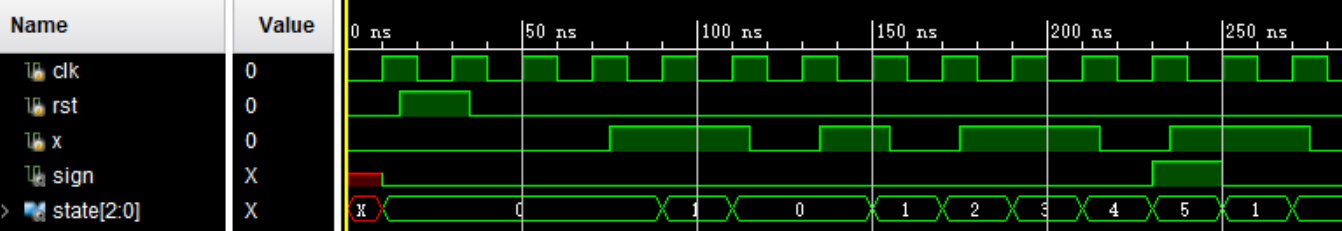 Name Value 0 ns 50 ns 100 ns 150 ns 200 ns 250 ns
clk 0
rst 0
x 0
sign X
> state[2:0] X X 0 1 0 1 2 3 4 5 1